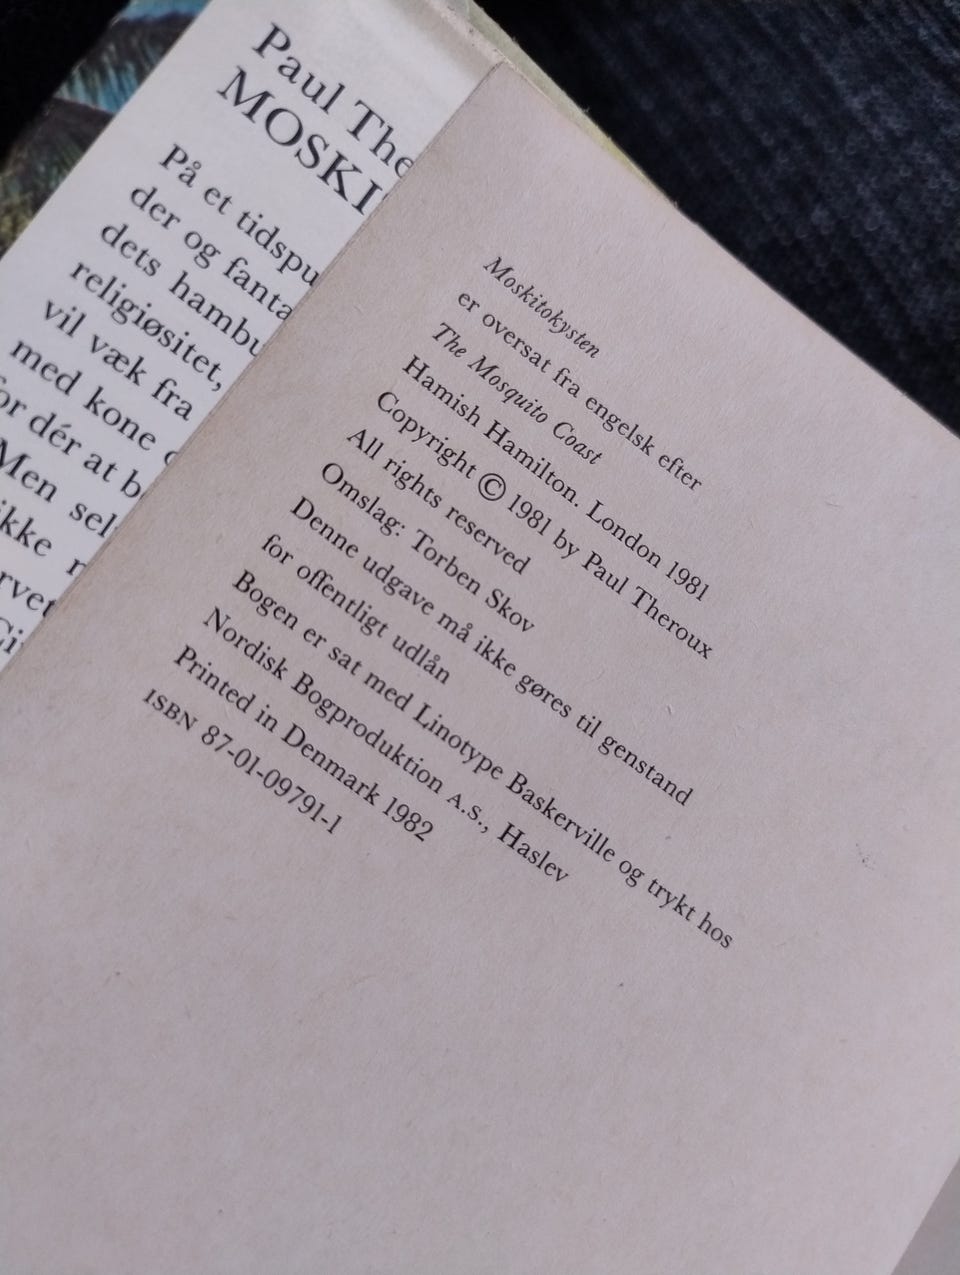 Paul The
MOSKI
På et tidspu
der og fanta
dets hambu
religiøsitet,
vil væk fra
med kone
for dér at b
Men sel
ikke
rvet
Ci
Moskitokysten
er oversat fra engelsk efter
The Mosquito Coast
Hamish Hamilton. London 1981
Copyright © 1981 by Paul Theroux
All rights reserved
Omslag: Torben Skov
Denne udgave må ikke gøres til genstand
for offentligt udlån
Bogen er sat med Linotype Baskerville og trykt hos
Nordisk Bogproduktion A.S., Haslev
Printed in Denmark 1982
ISBN 87-01-09791-1